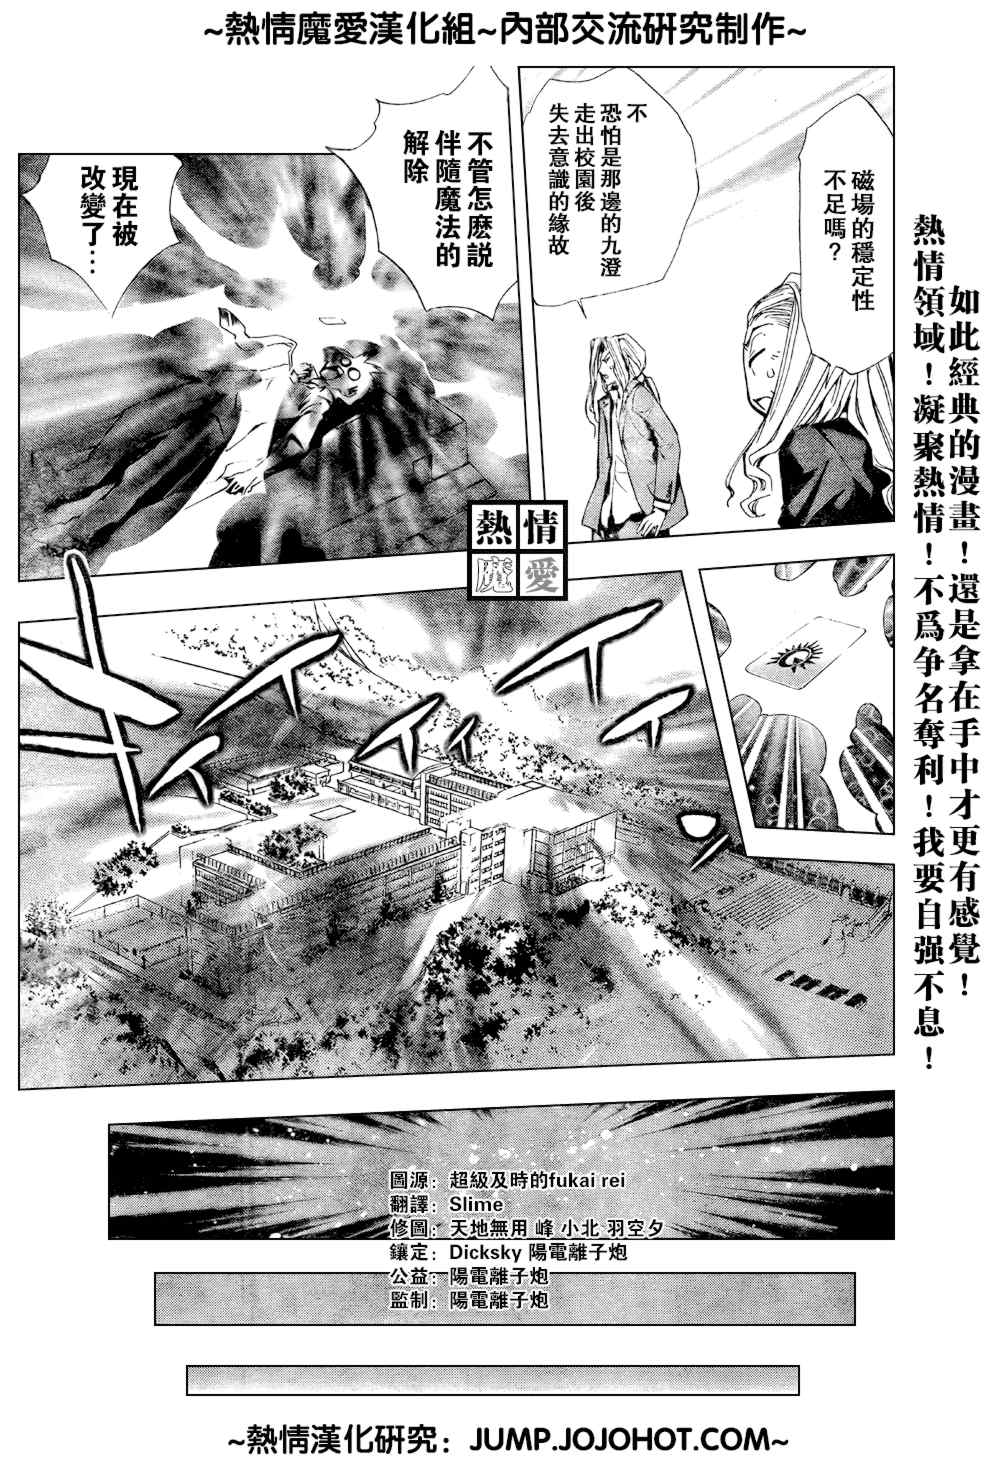 ~熱情魔愛漢化組~內部交流研究制作~
磁場的穩定性
不足嗎？
不
恐怕是那邊的九澄
走出校園後
失去意識的緣故
不管怎麽説
伴隨魔法的
解除
現在被
改變了…
熱情
魔愛
如此經典的漫畫！還是拿在手中才更有感覺！
熱情領域！凝聚熱情！不爲争名奪利！我要自强不息！
圖源：超級及時的fukai rei
翻譯：Slime
修圖：天地無用 峰 小北 羽空夕
鑲定：Dicksky 陽電離子炮
公益：陽電離子炮
監制：陽電離子炮
~熱情漢化研究：JUMP.JOJOHOT.COM~